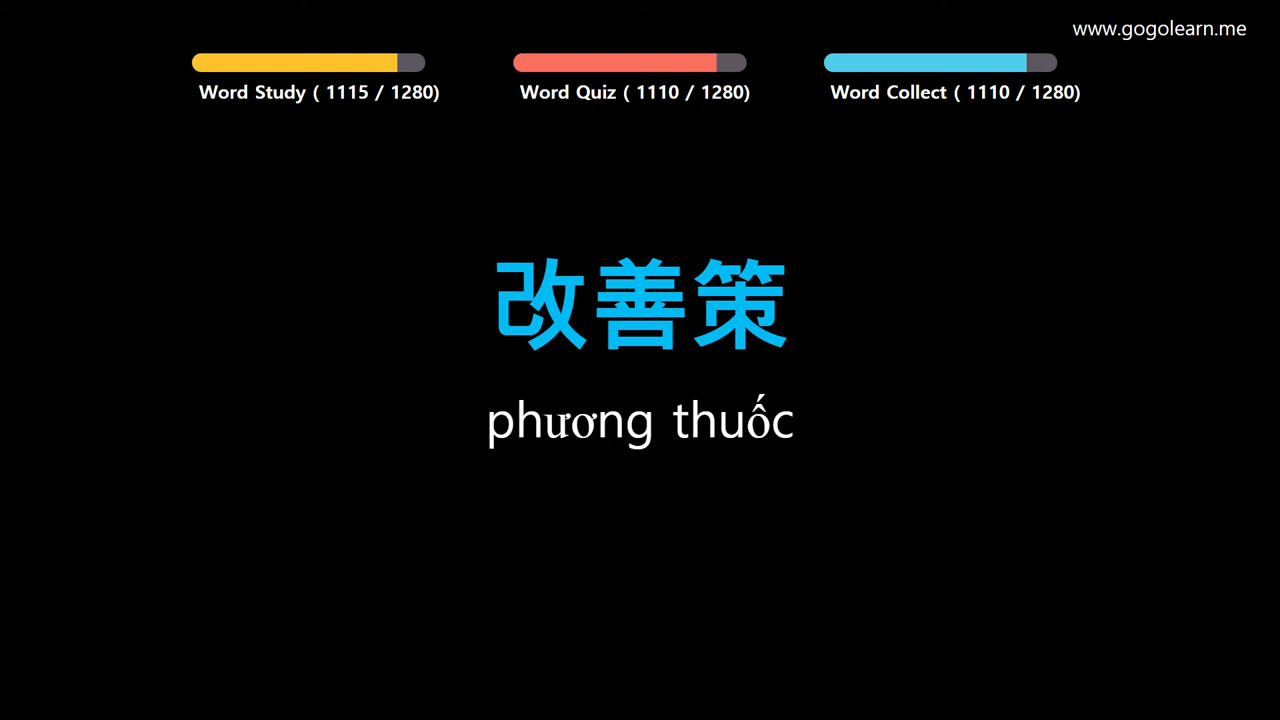 www.gogolearn.me
Word Study ( 1115 / 1280)
Word Quiz ( 1110 / 1280)
Word Collect ( 1110 / 1280)
改善策
phương thuốc